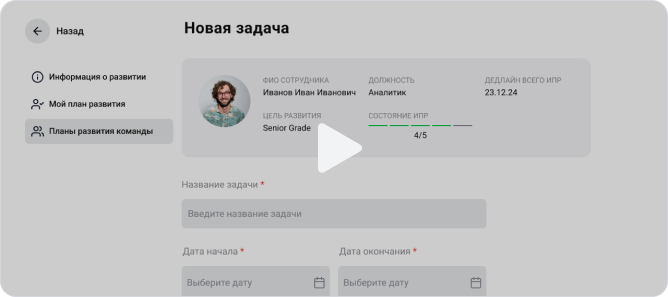 Назад
Новая задача
Информация о развитии
Мой план развития
Планы развития команды
ФИО СОТРУДНИКА
Иванов Иван Иванович
ДОЛЖНОСТЬ
Аналитик
ДЕДЛАЙН ВСЕГО ИПР
23.12.24
ЦЕЛЬ РАЗВИТИЯ
Senior Grade
СОСТОЯНИЕ ИПР
4/5
Название задачи *
Введите название задачи
Дата начала *
Дата окончания *
Выберите дату
Выберите дату